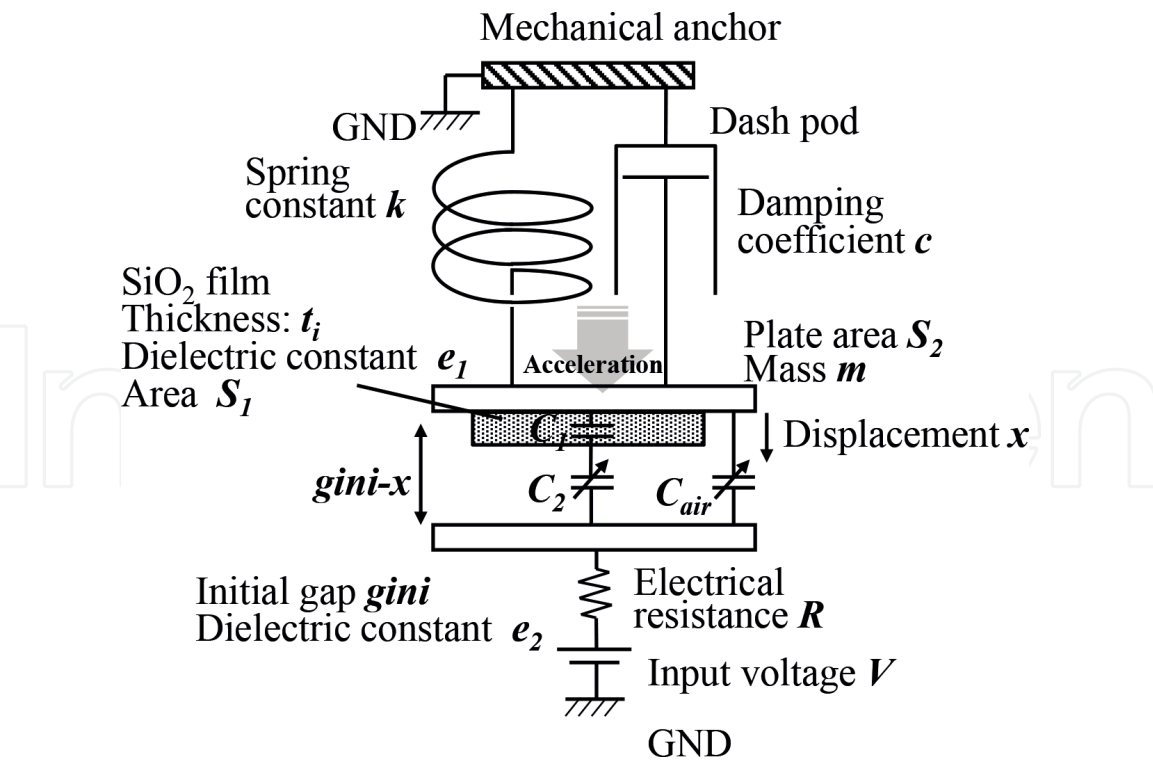 Mechanical anchor
GND
Dash pod
Spring
constant k
Damping
coefficient c
SiO₂ film
Thickness: tᵢ
Dielectric constant e₁
Area S₁
Acceleration
Plate area S₂
Mass m
C₁
Displacement x
gini-x
C₂
Cair
Initial gap gini
Dielectric constant e₂
Electrical
resistance R
Input voltage V
GND